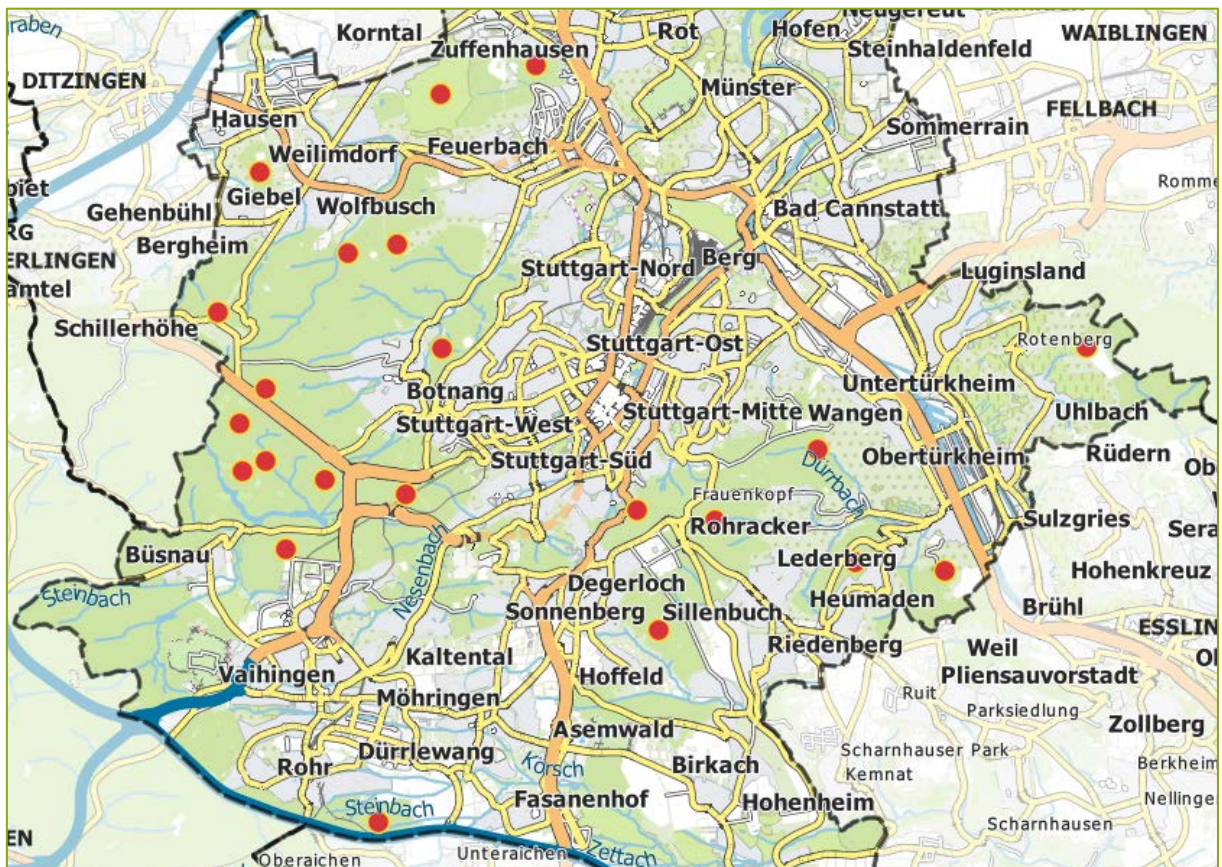 raben
Korntal
Zuffenhausen
Rot
Hofen
Neugereut
Steinhaldenfeld
WAIBLINGEN
DITZINGEN
Münster
Hausen
FELLBACH
Sommerrain
Weilimdorf
Feuerbach
biet
Giebel
Romme
Gehenbühl
Wolfbusch
Bad Cannstatt
RG
Bergheim
ERLINGEN
Stuttgart-Nord
Berg
Luginsland
amtel
Schillerhöhe
Stuttgart-Ost
Rotenberg
Botnang
Untertürkheim
Stuttgart-West
Stuttgart-Mitte
Wangen
Uhlbach
Stuttgart-Süd
Obertürkheim
Rüdern
Ob
Dürrbach
Frauenkopf
Rohracker
Sulzgries
Sera
Büsnau
Lederberg
Hohenkreuz
Steinbach
Nesenbach
Degerloch
Heumaden
Brühl
Sonnenberg
Sillenbuch
ESSLIN
Riedenberg
Weil
Ob
Kaltental
Vaihingen
Hoffeld
Pliensauvorstadt
Möhringen
Ruit
Parksiedlung
Zollberg
Asemwald
Dürrlewang
Scharnhauser Park
Berkheim
Rohr
Körsch
Birkach
Kemnat
Steinbach
Fasanenhof
Hohenheim
Nellinge
Scharnhausen
EN
Zettach
Oberaichen
Unteraichen